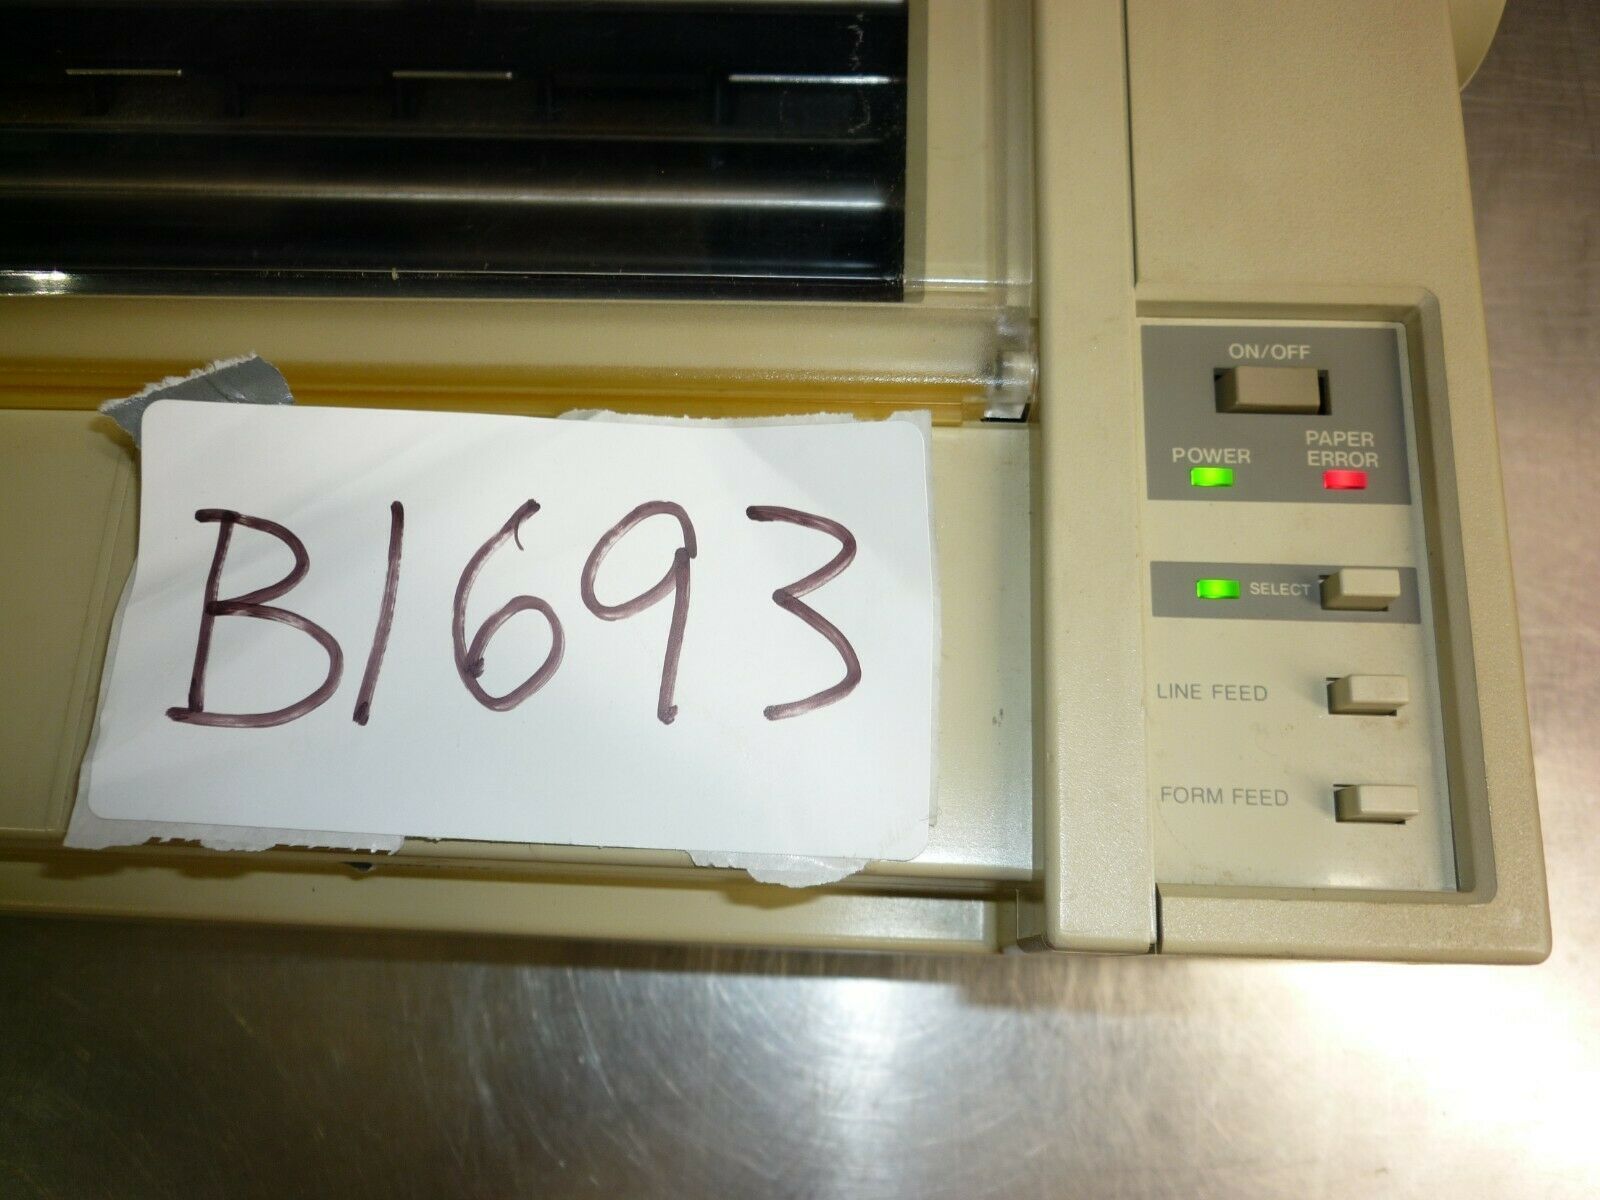 B1693
ON/OFF
POWER
PAPER
ERROR
SELECT
LINE FEED
FORM FEED